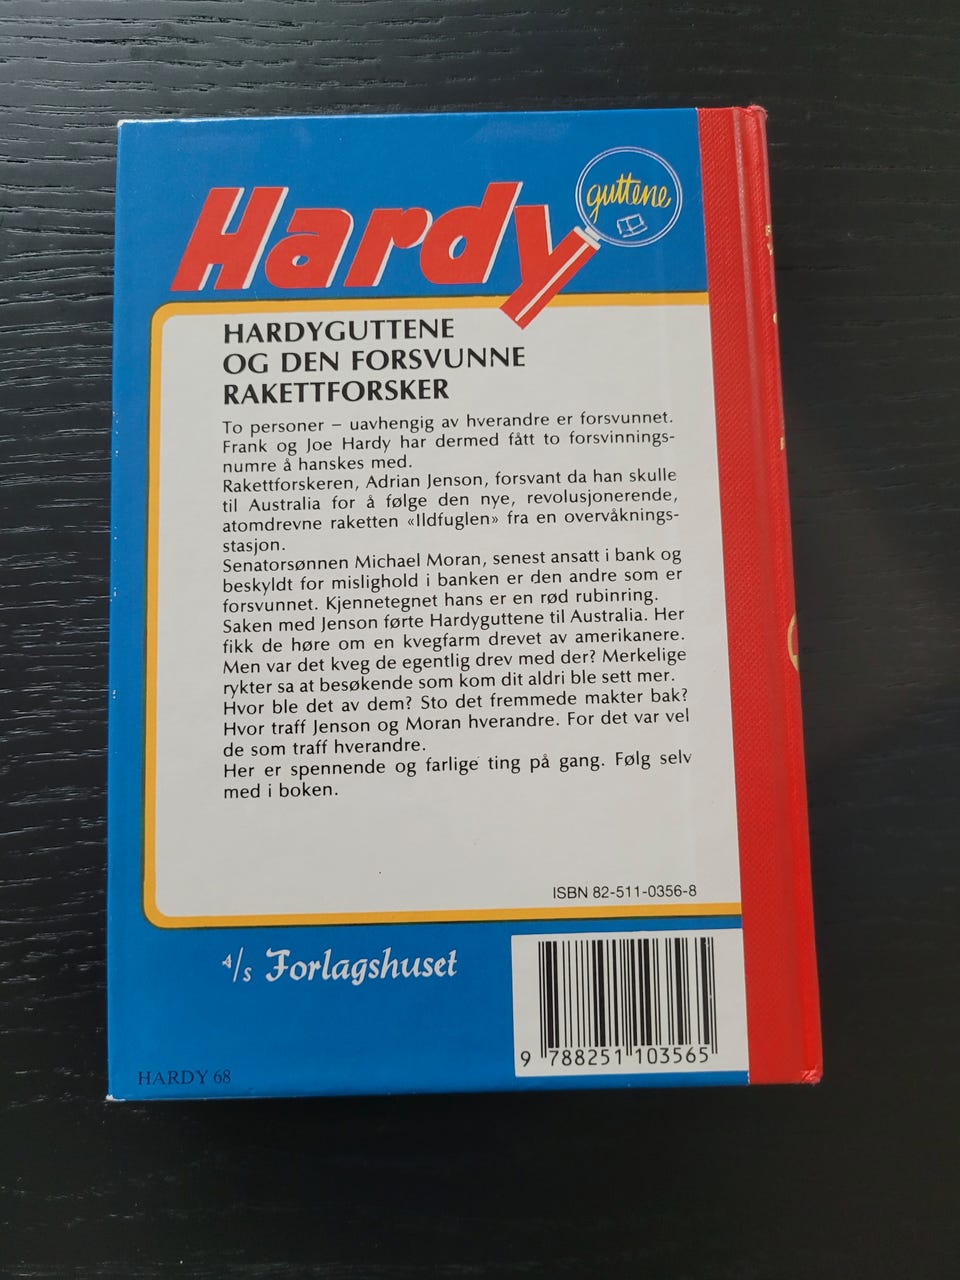 Hardy
guttene
HARDYGUTTENE
OG DEN FORSVUNNE
RAKETTFORSKER
To personer – uavhengig av hverandre er forsvunnet.
Frank og Joe Hardy har dermed fått to forsvinnings-
numre å hanskes med.
Rakettforskeren, Adrian Jenson, forsvant da han skulle
til Australia for å følge den nye, revolusjonerende,
atomdrevne raketten «Ildfuglen» fra en overvåknings-
stasjon.
Senatorsønnen Michael Moran, senest ansatt i bank og
beskyldt for mislighold i banken er den andre som er
forsvunnet. Kjennetegnet hans er en rød rubinring.
Saken med Jenson førte Hardyguttene til Australia. Her
fikk de høre om en kvegfarm drevet av amerikanere.
Men var det kveg de egentlig drev med der? Merkelige
rykter sa at besøkende som kom dit aldri ble sett mer.
Hvor ble det av dem? Sto det fremmede makter bak?
Hvor traff Jenson og Moran hverandre. For det var vel
de som traff hverandre.
Her er spennende og farlige ting på gang. Følg selv
med i boken.
ISBN 82-511-0356-8
A/s Forlagshuset
9 788251 103565
HARDY 68